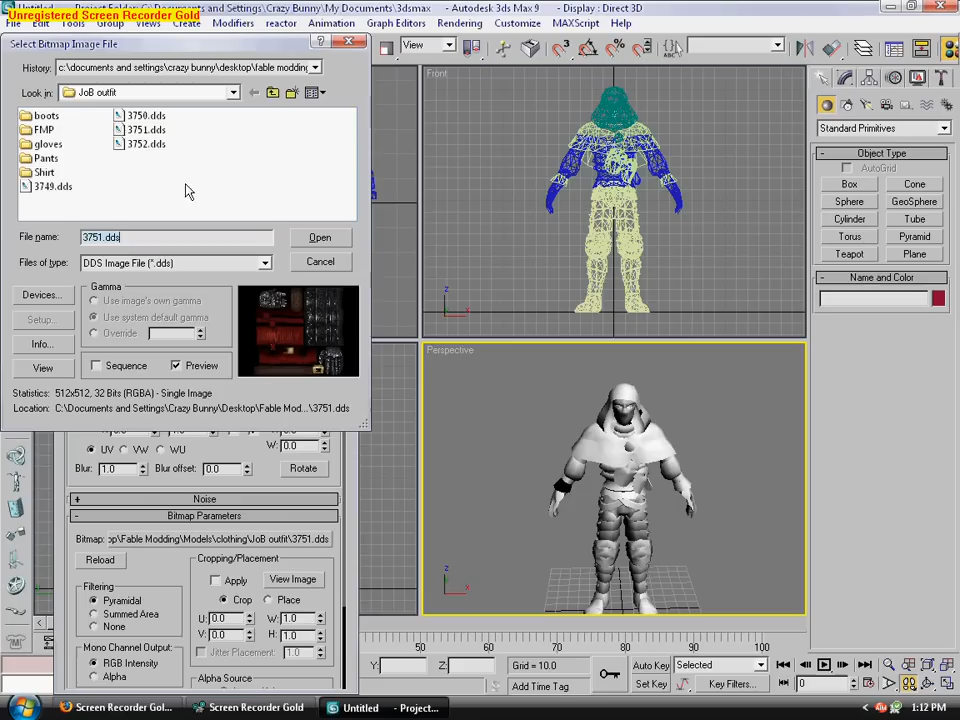 Unregistered Screen Recorder Gold
Untitled - Project Folder: C:\Documents and Settings\Crazy Bunny\My Documents\3dsmax - Autodesk 3ds Max 9 - Display : Direct 3D
File Edit Tools Group Views Create Modifiers reactor Animation Graph Editors Rendering Customize MAXScript Help
Select Bitmap Image File
View
History: c:\documents and settings\crazy bunny\desktop\fable modding
Look in: JoB outfit
Front
boots 3750.dds
FMP 3751.dds
gloves 3752.dds
Pants
Shirt
3749.dds
Standard Primitives
Object Type
AutoGrid
Box Cone
Sphere GeoSphere
Cylinder Tube
Torus Pyramid
Teapot Plane
Name and Color
File name: 3751.dds Open
Files of type: DDS Image File (*.dds) Cancel
Devices...
Setup...
Info...
View
Gamma
Use image's own gamma
Use system default gamma
Override
Sequence Preview
Statistics: 512x512, 32 Bits (RGBA) - Single Image
Location: C:\Documents and Settings\Crazy Bunny\Desktop\Fable Mod...\3751.dds
z
x
Perspective
W: 0.0
UV VW WU
Blur: 1.0 Blur offset: 0.0 Rotate
+ Noise
- Bitmap Parameters
Bitmap: op\Fable Modding\Models\clothing\JoB outfit\3751.dds
Reload
Cropping/Placement
Apply View Image
Crop Place
U: 0.0 W: 1.0
V: 0.0 H: 1.0
Jitter Placement: 1.0
Filtering
Pyramidal
Summed Area
None
Mono Channel Output:
RGB Intensity
Alpha
Alpha Source
z
x
50 60 70 80 90 100
Y: Z: Grid = 10.0
Add Time Tag
Auto Key Selected
Set Key Key Filters...
0
Start Screen Recorder Gol... Screen Recorder Gold Untitled - Project... 1:12 PM